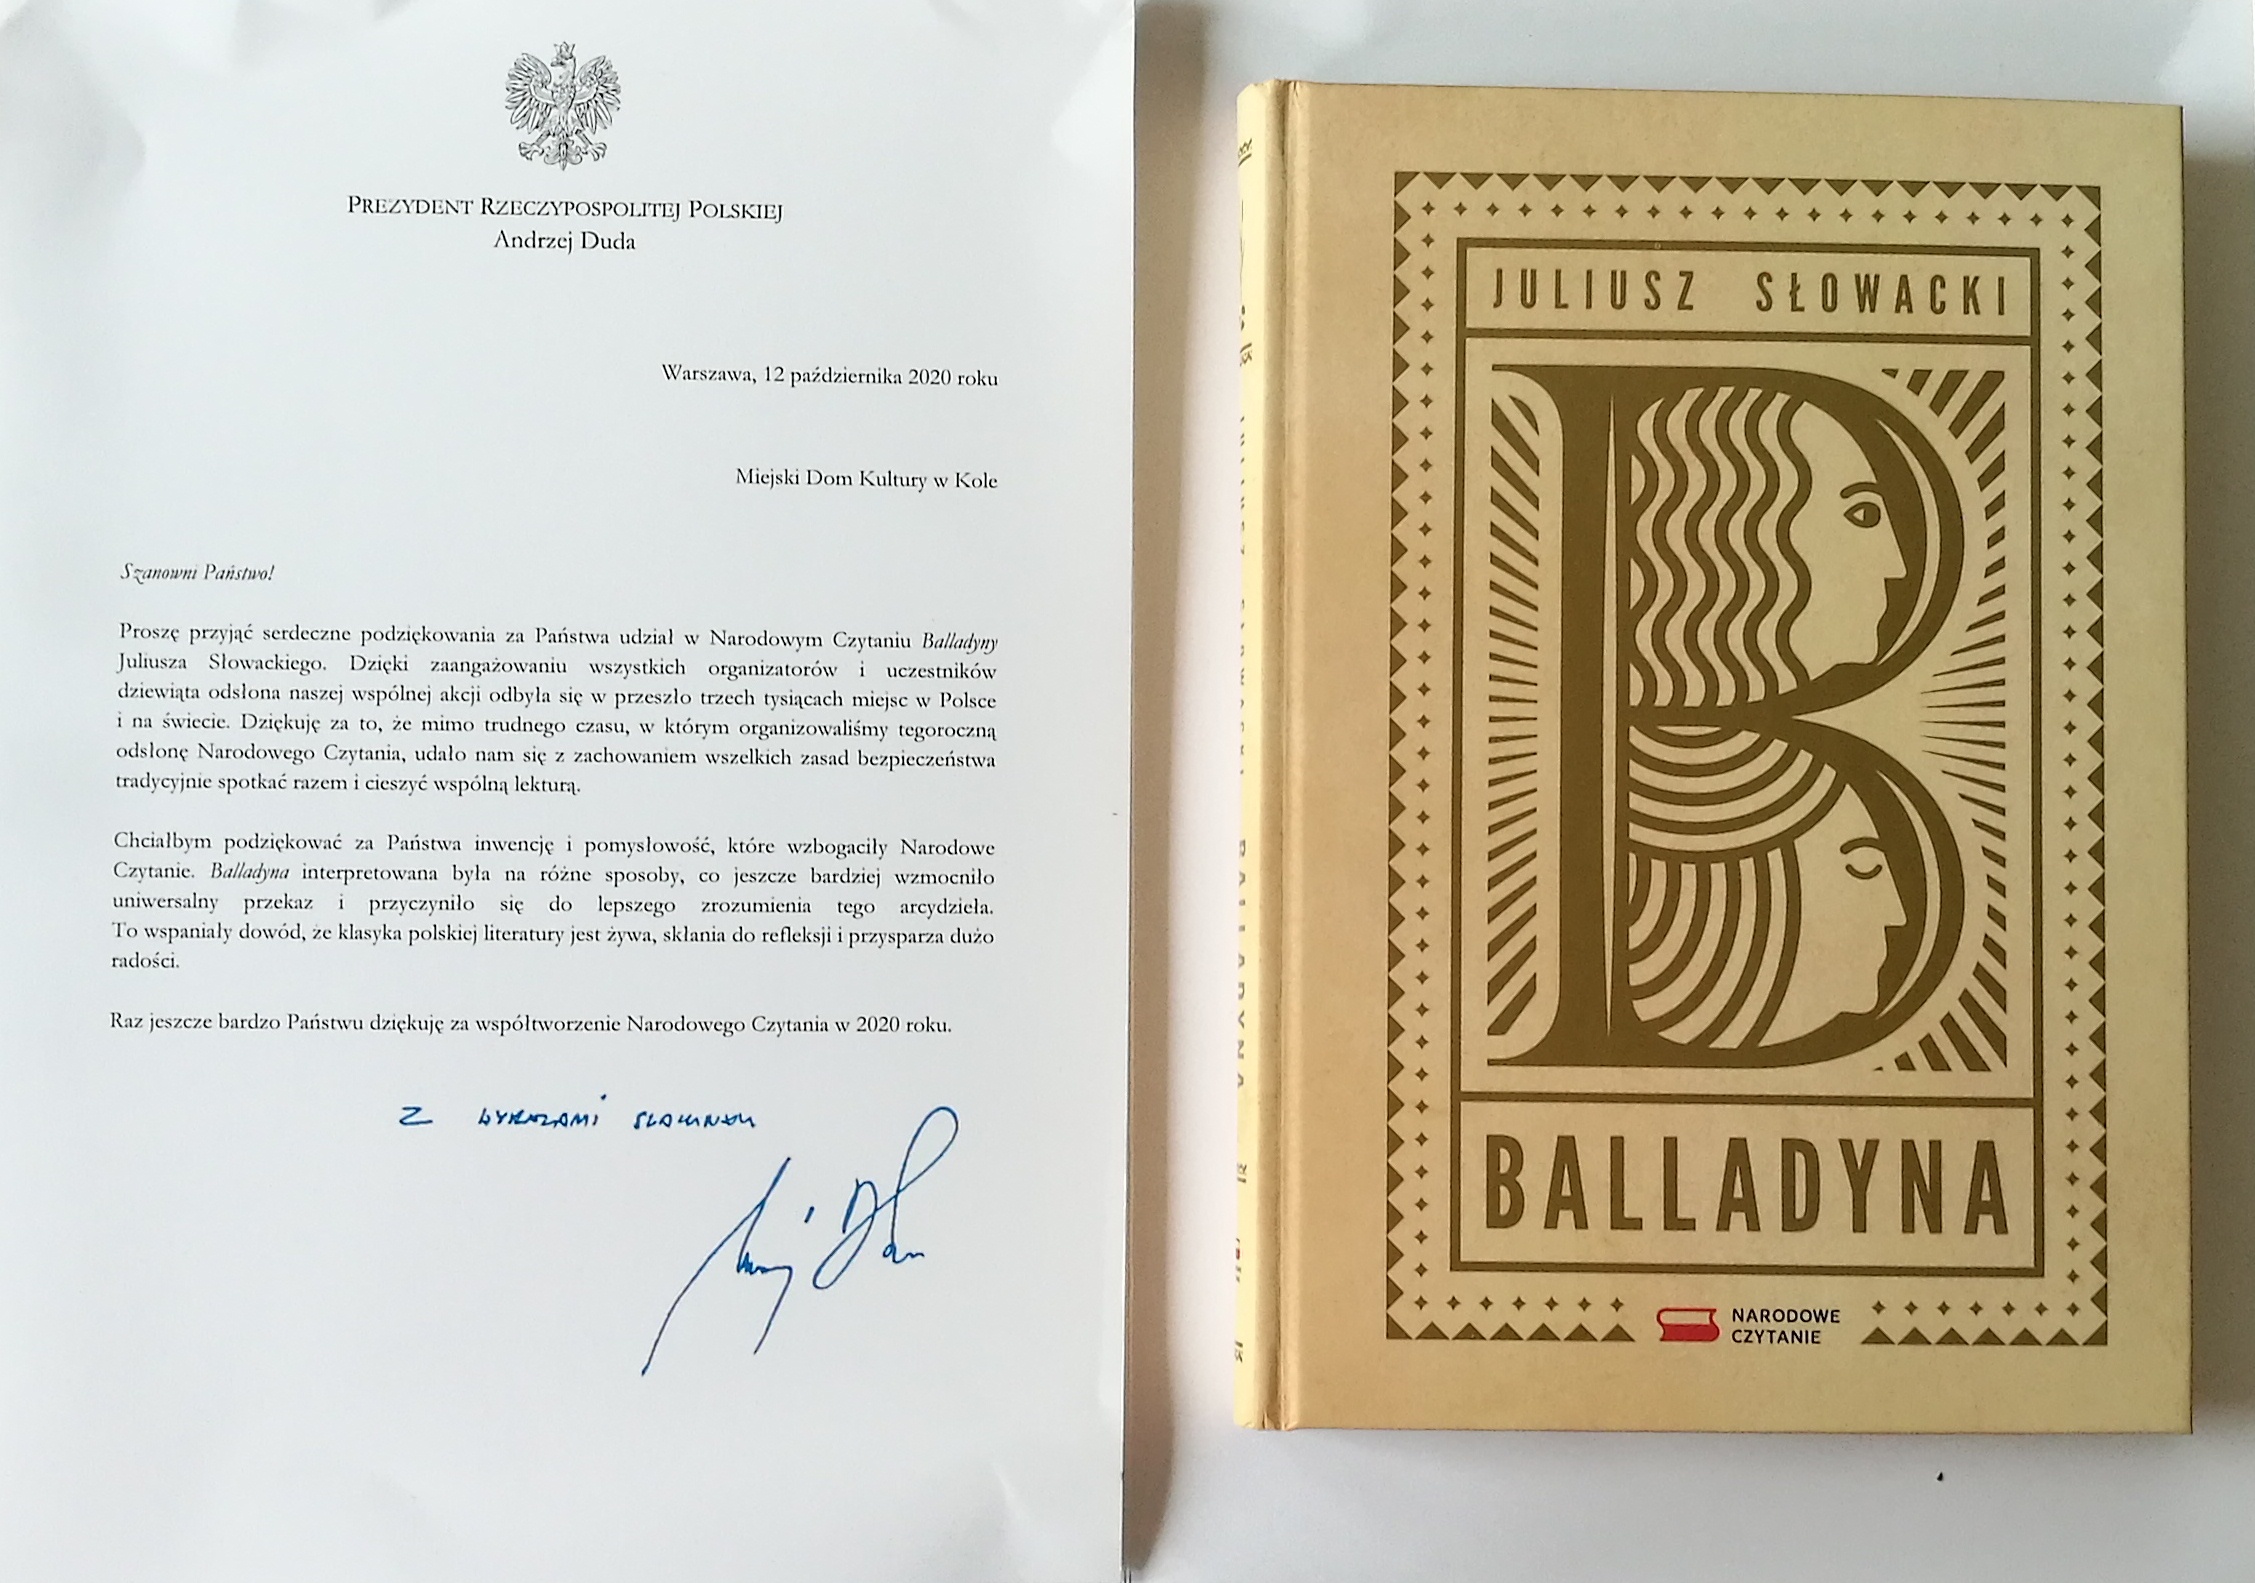 PREZYDENT RZECZYPOSPOLITEJ POLSKIEJ
Andrzej Duda
Warszawa, 12 października 2020 roku
Miejski Dom Kultury w Kole
Szanowni Państwo!
Proszę przyjąć serdeczne podziękowania za Państwa udział w Narodowym Czytaniu Balladyny
Juliusza Słowackiego. Dzięki zaangażowaniu wszystkich organizatorów i uczestników
dziewiąta odsłona naszej wspólnej akcji odbyła się w przeszło trzech tysiącach miejsc w Polsce
i na świecie. Dziękuję za to, że mimo trudnego czasu, w którym organizowaliśmy tegoroczną
odsłonę Narodowego Czytania, udało nam się z zachowaniem wszelkich zasad bezpieczeństwa
tradycyjnie spotkać razem i cieszyć wspólną lekturą.
Chciałbym podziękować za Państwa inwencję i pomysłowość, które wzbogaciły Narodowe
Czytanie. Balladyna interpretowana była na różne sposoby, co jeszcze bardziej wzmocniło
uniwersalny przekaz i przyczyniło się do lepszego zrozumienia tego arcydzieła.
To wspaniały dowód, że klasyka polskiej literatury jest żywa, skłania do refleksji i przysparza dużo
radości.
Raz jeszcze bardzo Państwu dziękuję za współtworzenie Narodowego Czytania w 2020 roku.
Z WYRAZAMI SZACUNKU
JULIUSZ SŁOWACKI
B
BALLADYNA
NARODOWE
CZYTANIE